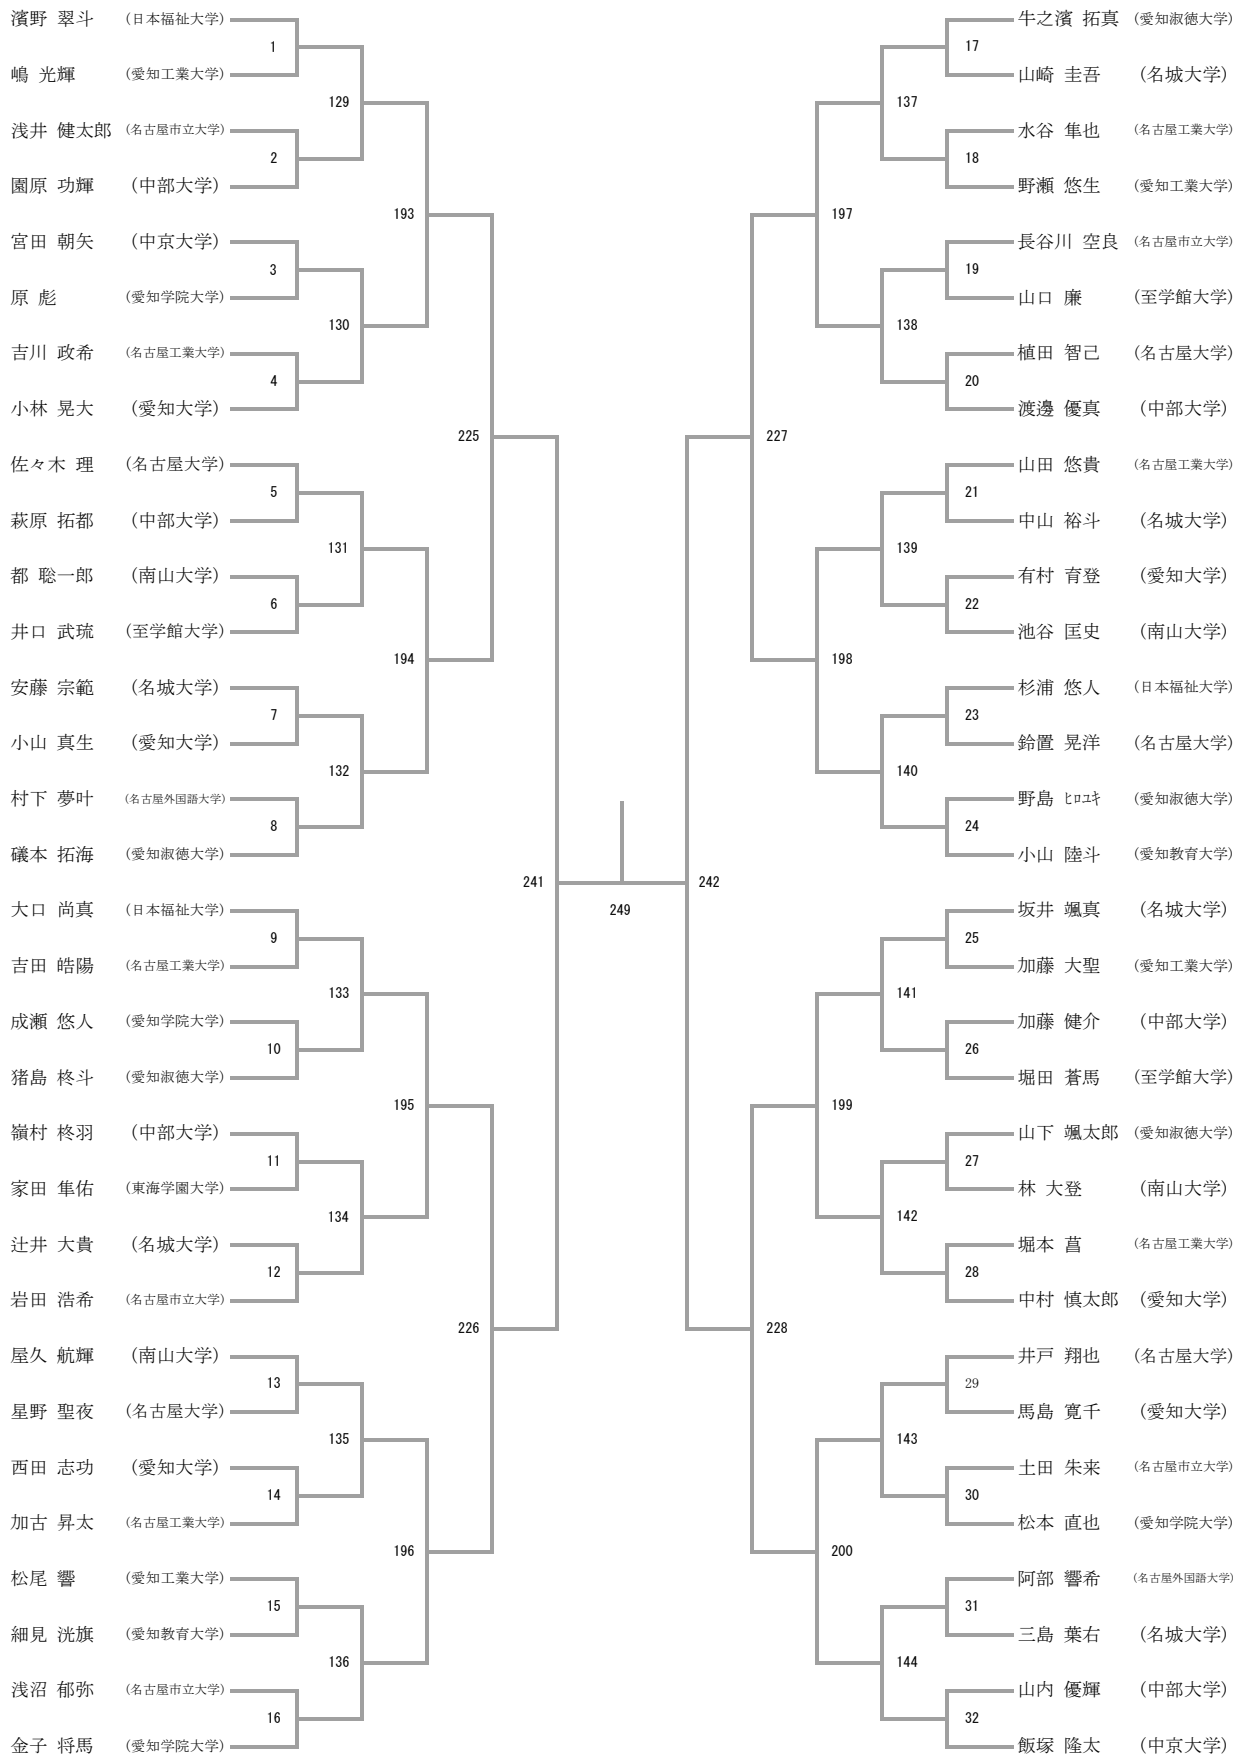 濱野 翠斗 (日本福祉大学)
1
嶋 光輝 (愛知工業大学)
129
浅井 健太郎 (名古屋市立大学)
2
園原 功輝 (中部大学)
193
宮田 朝矢 (中京大学)
3
原 彪 (愛知学院大学)
130
吉川 政希 (名古屋工業大学)
4
小林 晃大 (愛知大学)
225
佐々木 理 (名古屋大学)
5
萩原 拓都 (中部大学)
131
都 聡一郎 (南山大学)
6
井口 武琉 (至学館大学)
194
安藤 宗範 (名城大学)
7
小山 真生 (愛知大学)
132
村下 夢叶 (名古屋外国語大学)
8
礒本 拓海 (愛知淑徳大学)
241
大口 尚真 (日本福祉大学)
9
吉田 皓陽 (名古屋工業大学)
133
成瀬 悠人 (愛知学院大学)
10
猪島 柊斗 (愛知淑徳大学)
195
嶺村 柊羽 (中部大学)
11
家田 隼佑 (東海学園大学)
134
辻井 大貴 (名城大学)
12
岩田 浩希 (名古屋市立大学)
226
屋久 航輝 (南山大学)
13
星野 聖夜 (名古屋大学)
135
西田 志功 (愛知大学)
14
加古 昇太 (名古屋工業大学)
196
松尾 響 (愛知工業大学)
15
細見 洸旗 (愛知教育大学)
136
浅沼 郁弥 (名古屋市立大学)
16
金子 将馬 (愛知学院大学)
249
牛之濱 拓真 (愛知淑徳大学)
17
山崎 圭吾 (名城大学)
137
水谷 隼也 (名古屋工業大学)
18
野瀬 悠生 (愛知工業大学)
197
長谷川 空良 (名古屋市立大学)
19
山口 廉 (至学館大学)
138
植田 智己 (名古屋大学)
20
渡邊 優真 (中部大学)
227
山田 悠貴 (名古屋工業大学)
21
中山 裕斗 (名城大学)
139
有村 育登 (愛知大学)
22
池谷 匡史 (南山大学)
198
杉浦 悠人 (日本福祉大学)
23
鈴置 晃洋 (名古屋大学)
140
野島 ﾋﾛﾕｷ (愛知淑徳大学)
24
小山 陸斗 (愛知教育大学)
242
坂井 颯真 (名城大学)
25
加藤 大聖 (愛知工業大学)
141
加藤 健介 (中部大学)
26
堀田 蒼馬 (至学館大学)
199
山下 颯太郎 (愛知淑徳大学)
27
林 大登 (南山大学)
142
堀本 菖 (名古屋工業大学)
28
中村 慎太郎 (愛知大学)
228
井戸 翔也 (名古屋大学)
29
馬島 寛千 (愛知大学)
143
土田 朱来 (名古屋市立大学)
30
松本 直也 (愛知学院大学)
200
阿部 響希 (名古屋外国語大学)
31
三島 葉右 (名城大学)
144
山内 優輝 (中部大学)
32
飯塚 隆太 (中京大学)